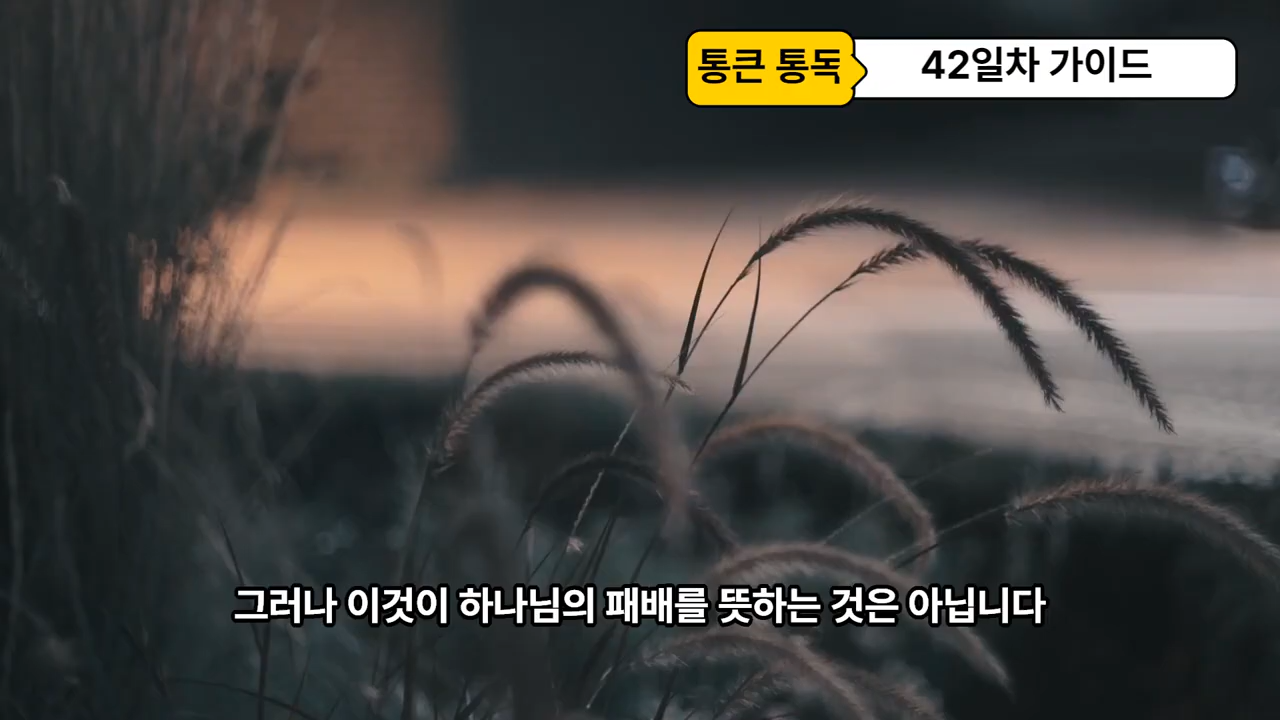 통큰 통독
42일차 가이드
그러나 이것이 하나님의 패배를 뜻하는 것은 아닙니다